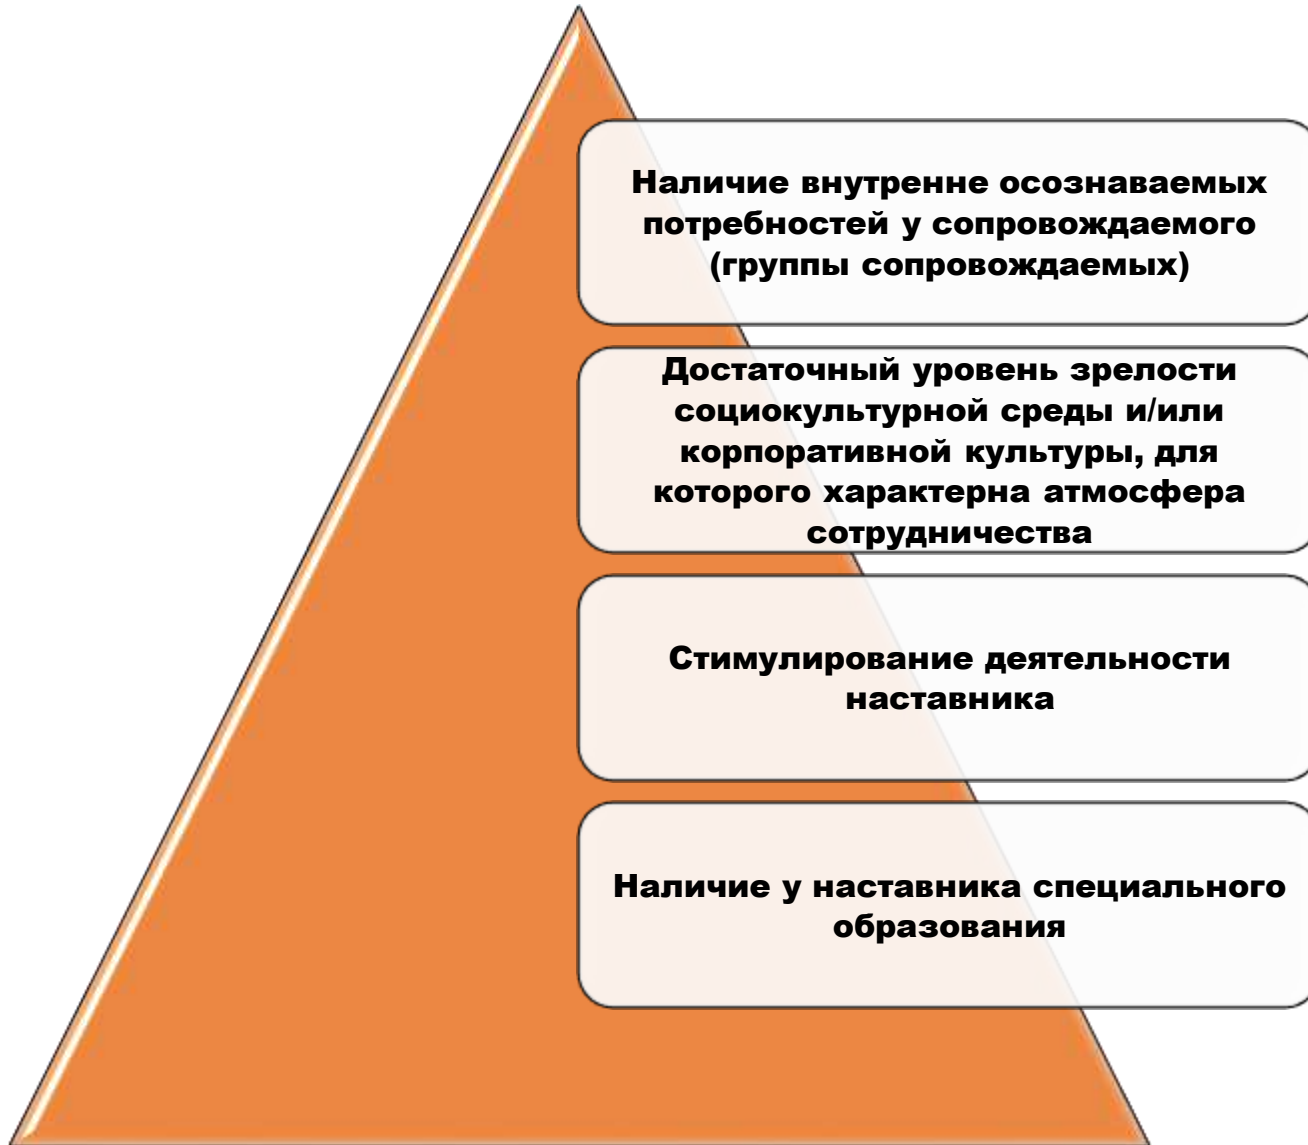 Наличие внутренне осознаваемых
потребностей у сопровождаемого
(группы сопровождаемых)
Достаточный уровень зрелости
социокультурной среды и/или
корпоративной культуры, для
которого характерна атмосфера
сотрудничества
Стимулирование деятельности
наставника
Наличие у наставника специального
образования